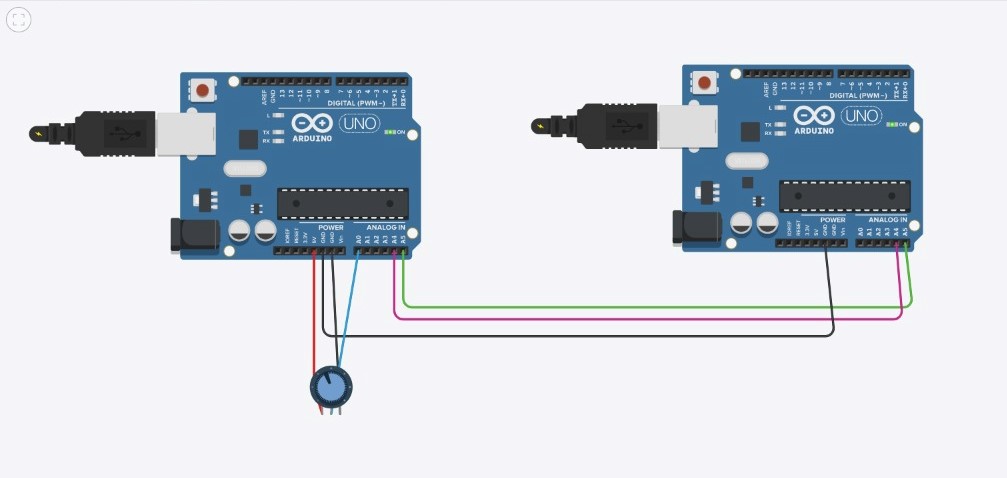 AREF
GND
13
12
~11
~10
~9
8
7
~6
~5
4
~3
2
TX→1
RX←0
DIGITAL (PWM~)
L
TX
RX
ARDUINO
UNO
ON
POWER
ANALOG IN
IOREF
RESET
3.3V
5V
GND
GND
Vin
A0
A1
A2
A3
A4
A5
AREF
GND
13
12
~11
~10
~9
8
7
~6
~5
4
~3
2
TX→1
RX←0
DIGITAL (PWM~)
L
TX
RX
ARDUINO
UNO
ON
POWER
ANALOG IN
IOREF
RESET
3.3V
5V
GND
GND
Vin
A0
A1
A2
A3
A4
A5